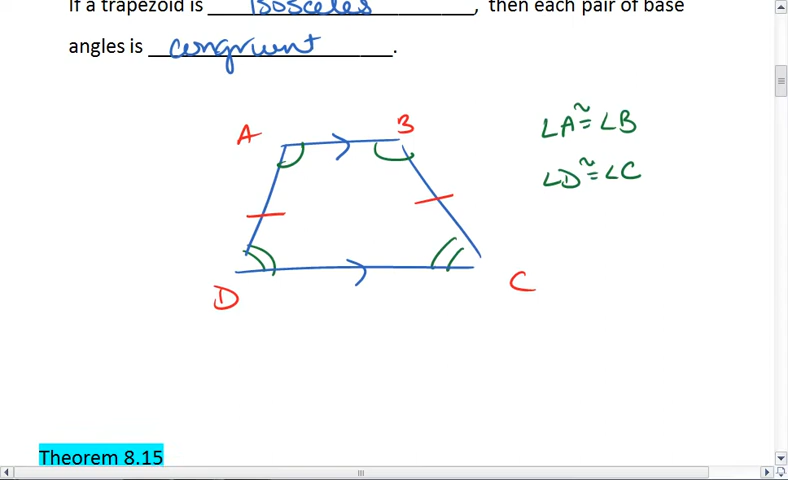 If a trapezoid is isosceles, then each pair of base
angles is congruent.
A B
∠A ≅ ∠B
∠D ≅ ∠C
D C
Theorem 8.15